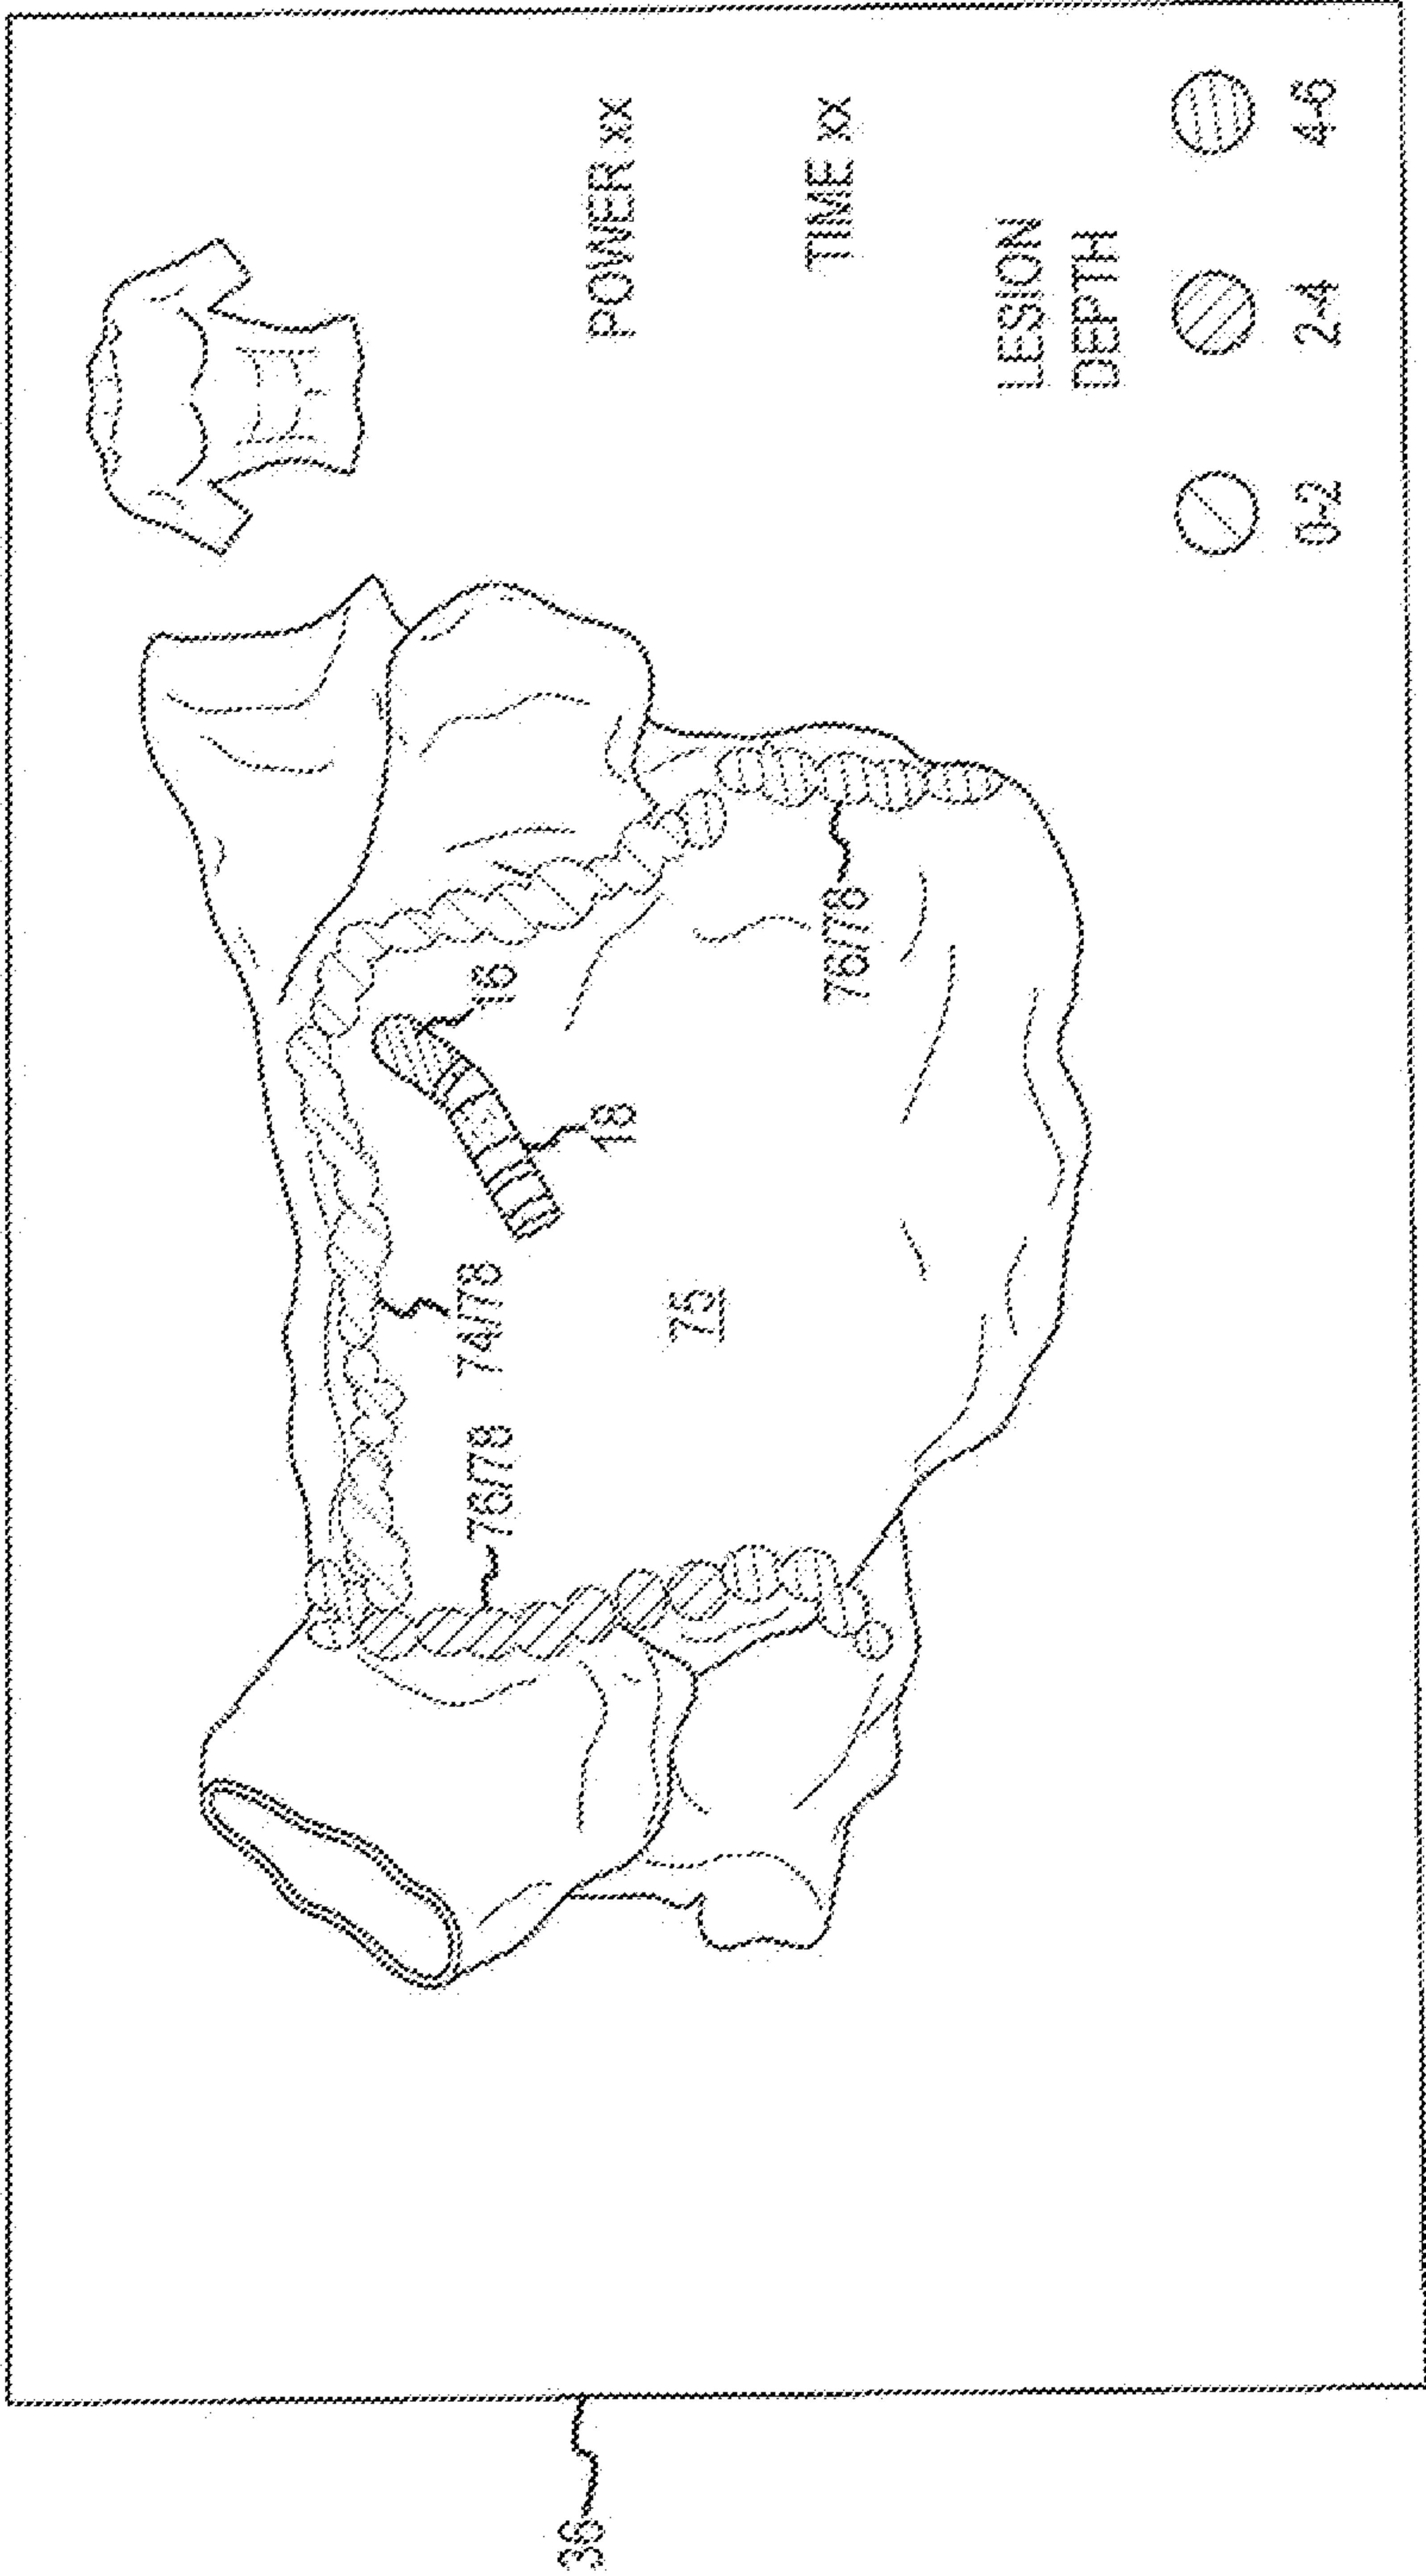 76/78
74/78
16
36
18
POWER xx
75
76/78
TIME xx
LESION
DEPTH
0-2 2-4 4-6